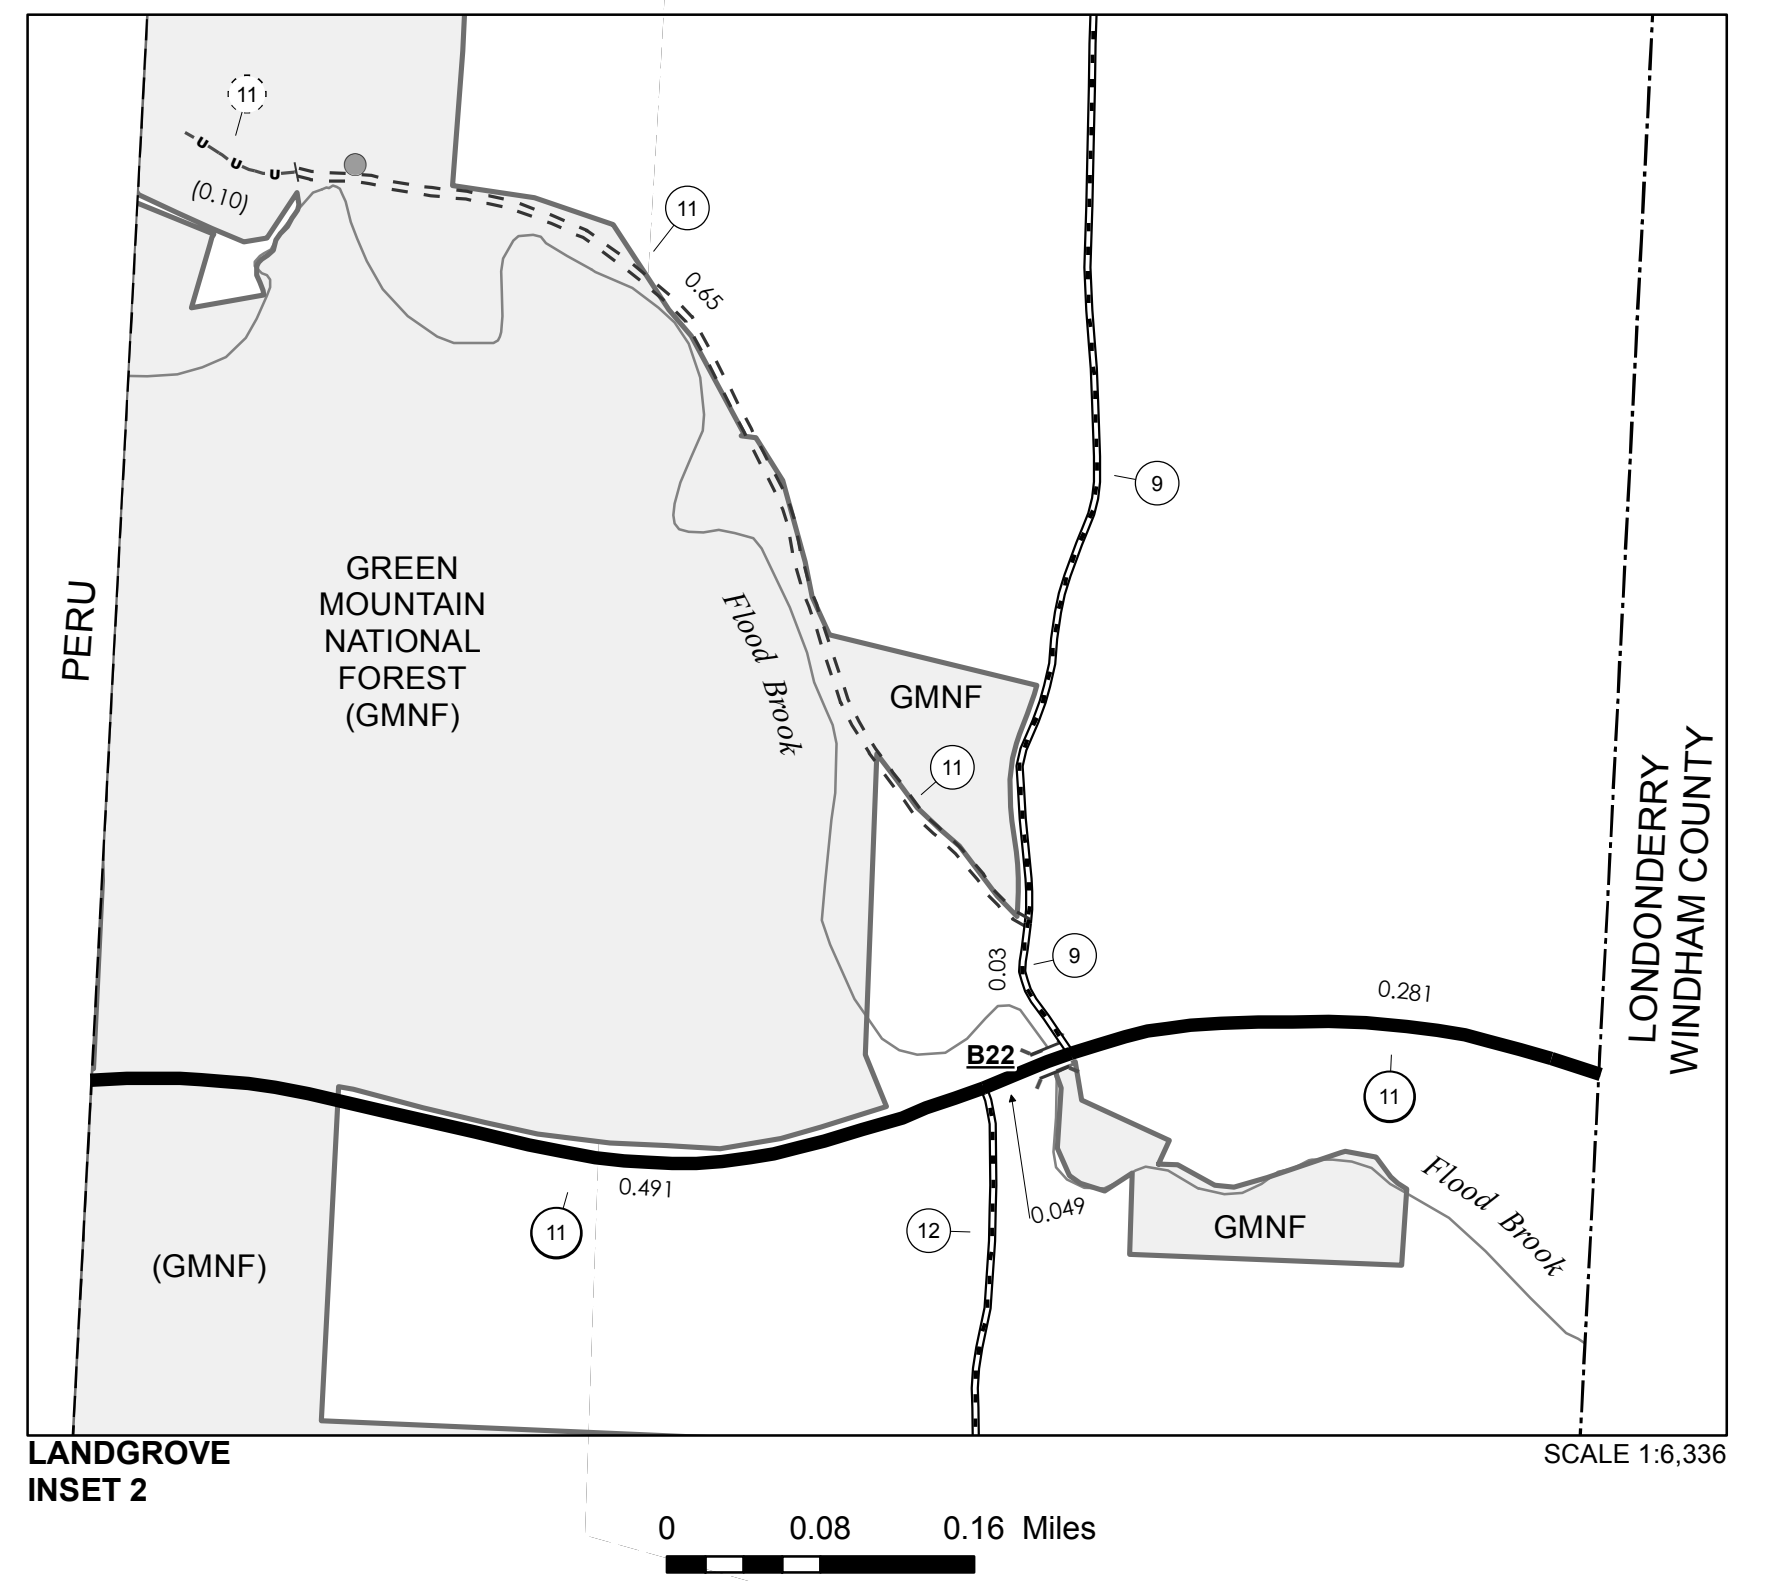 11
U U U
(0.10)
11
0.65
9
GREEN
MOUNTAIN
NATIONAL
FOREST
(GMNF)
PERU
Flood Brook
GMNF
11
LONDONDERRY
WINDHAM COUNTY
9
0.03
0.281
B22
11
0.491
11
0.049
12
Flood Brook
GMNF
(GMNF)
LANDGROVE
INSET 2
SCALE 1:6,336
0 0.08 0.16 Miles